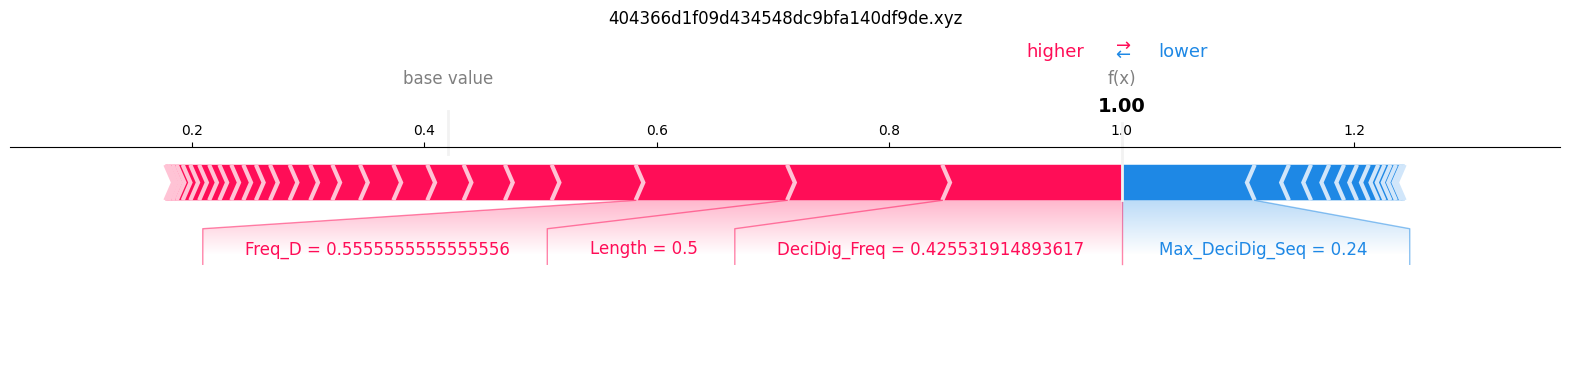 404366d1f09d434548dc9bfa140df9de.xyz
higher ⇄ lower
base value f(x)
1.00
0.2 0.4 0.6 0.8 1.0 1.2
Freq_D = 0.5555555555555556 Length = 0.5 DeciDig_Freq = 0.425531914893617 Max_DeciDig_Seq = 0.24